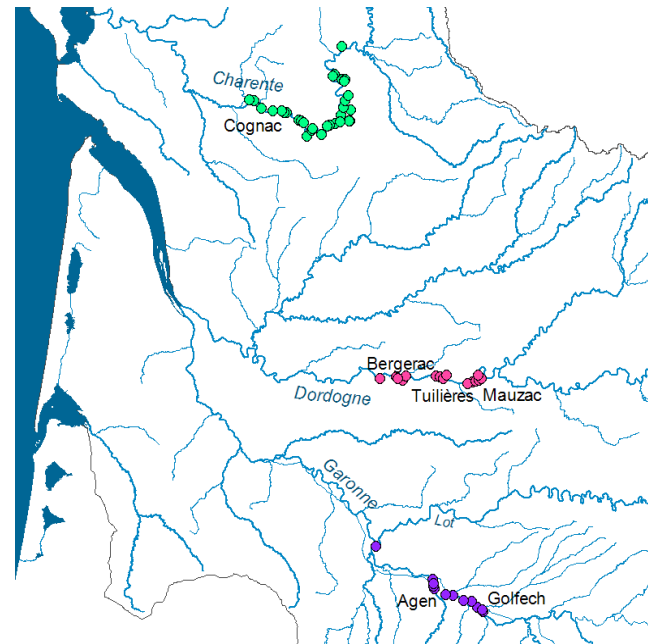 Charente
Cognac
Bergerac
Dordogne
Tuilières
Mauzac
Garonne
Lot
Agen
Golfech